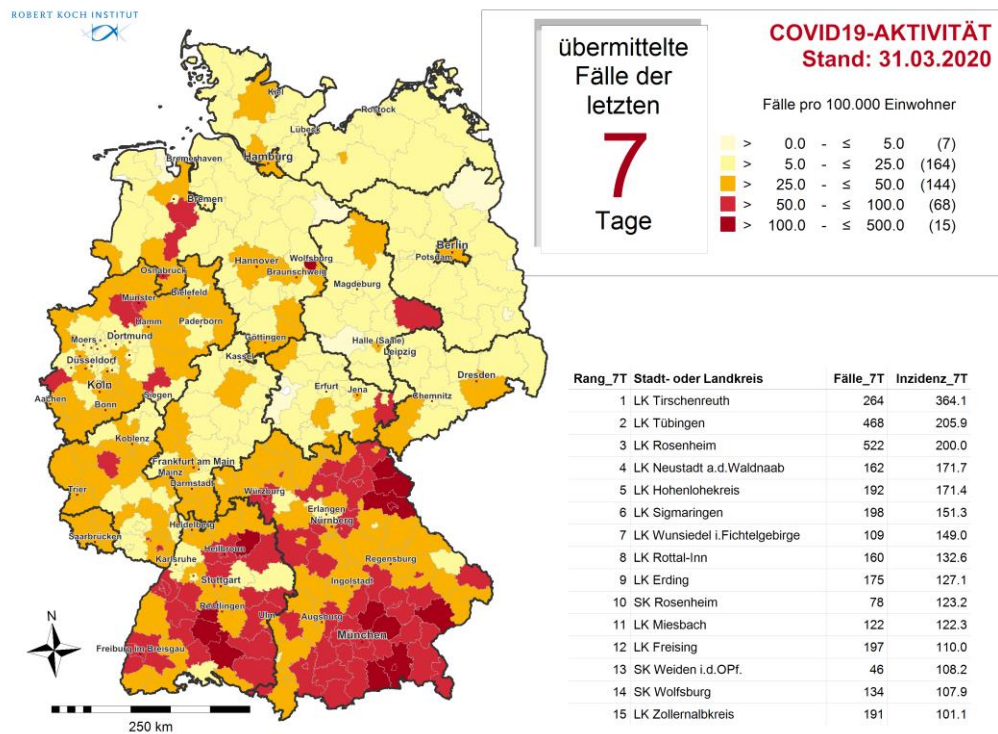 ROBERT KOCH INSTITUT
übermittelte
Fälle der
letzten
7
Tage
COVID19-AKTIVITÄT
Stand: 31.03.2020
Fälle pro 100.000 Einwohner
> 0.0 - ≤ 5.0 (7)
> 5.0 - ≤ 25.0 (164)
> 25.0 - ≤ 50.0 (144)
> 50.0 - ≤ 100.0 (68)
> 100.0 - ≤ 500.0 (15)
Kiel
Rostock
Lübeck
Bremerhaven
Hamburg
Bremen
Berlin
Potsdam
Hannover
Wolfsburg
Braunschweig
Osnabrück
Magdeburg
Münster
Bielefeld
Hamm
Paderborn
Moers
Dortmund
Göttingen
Halle (Saale)
Leipzig
Düsseldorf
Kassel
Köln
Dresden
Aachen
Bonn
Siegen
Erfurt
Jena
Chemnitz
Koblenz
Frankfurt am Main
Mainz
Darmstadt
Trier
Würzburg
Erlangen
Nürnberg
Saarbrücken
Heidelberg
Heilbronn
Karlsruhe
Regensburg
Stuttgart
Ingolstadt
Reutlingen
Ulm
Augsburg
München
Freiburg im Breisgau
N
250 km
Rang_7T Stadt- oder Landkreis Fälle_7T Inzidenz_7T
1 LK Tirschenreuth 264 364.1
2 LK Tübingen 468 205.9
3 LK Rosenheim 522 200.0
4 LK Neustadt a.d.Waldnaab 162 171.7
5 LK Hohenlohekreis 192 171.4
6 LK Sigmaringen 198 151.3
7 LK Wunsiedel i.Fichtelgebirge 109 149.0
8 LK Rottal-Inn 160 132.6
9 LK Erding 175 127.1
10 SK Rosenheim 78 123.2
11 LK Miesbach 122 122.3
12 LK Freising 197 110.0
13 SK Weiden i.d.OPf. 46 108.2
14 SK Wolfsburg 134 107.9
15 LK Zollernalbkreis 191 101.1